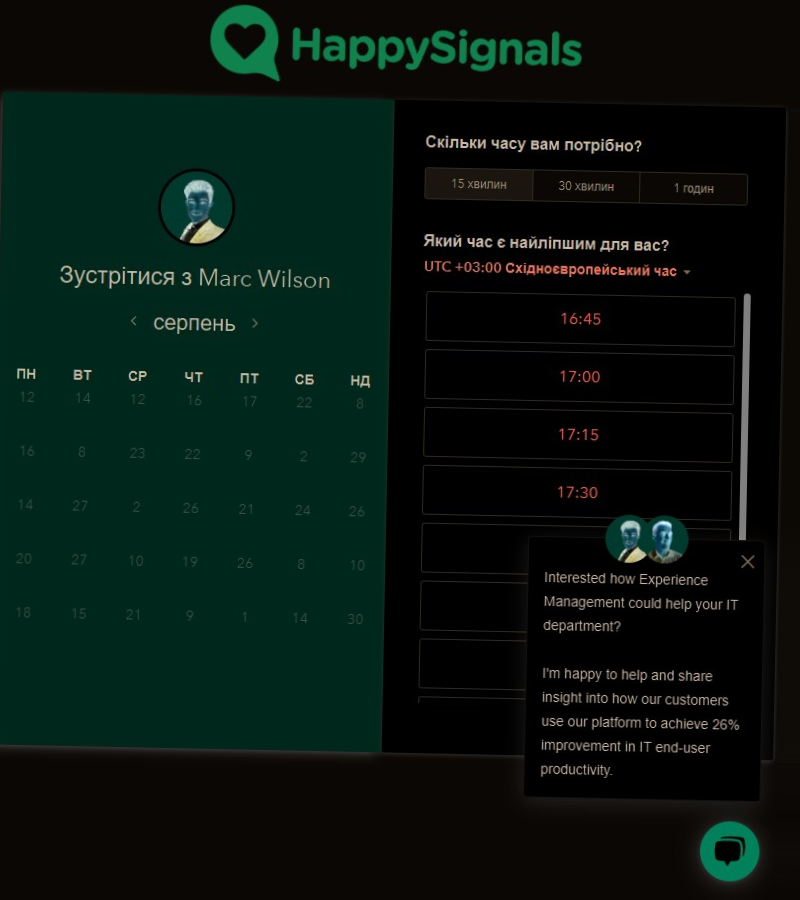 HappySignals
Зустрітися з Marc Wilson
серпень
ПН ВТ СР ЧТ ПТ СБ НД
12 14 12 16 17 22 8
16 8 23 22 9 2 29
14 27 2 26 21 24 26
20 27 10 19 26 8 10
18 15 21 9 1 14 30
Скільки часу вам потрібно?
15 хвилин 30 хвилин 1 годин
Який час є найліпшим для вас?
UTC +03:00 Східноєвропейський час
16:45
17:00
17:15
17:30
Interested how Experience
Management could help your IT
department?
I'm happy to help and share
insight into how our customers
use our platform to achieve 26%
improvement in IT end-user
productivity.